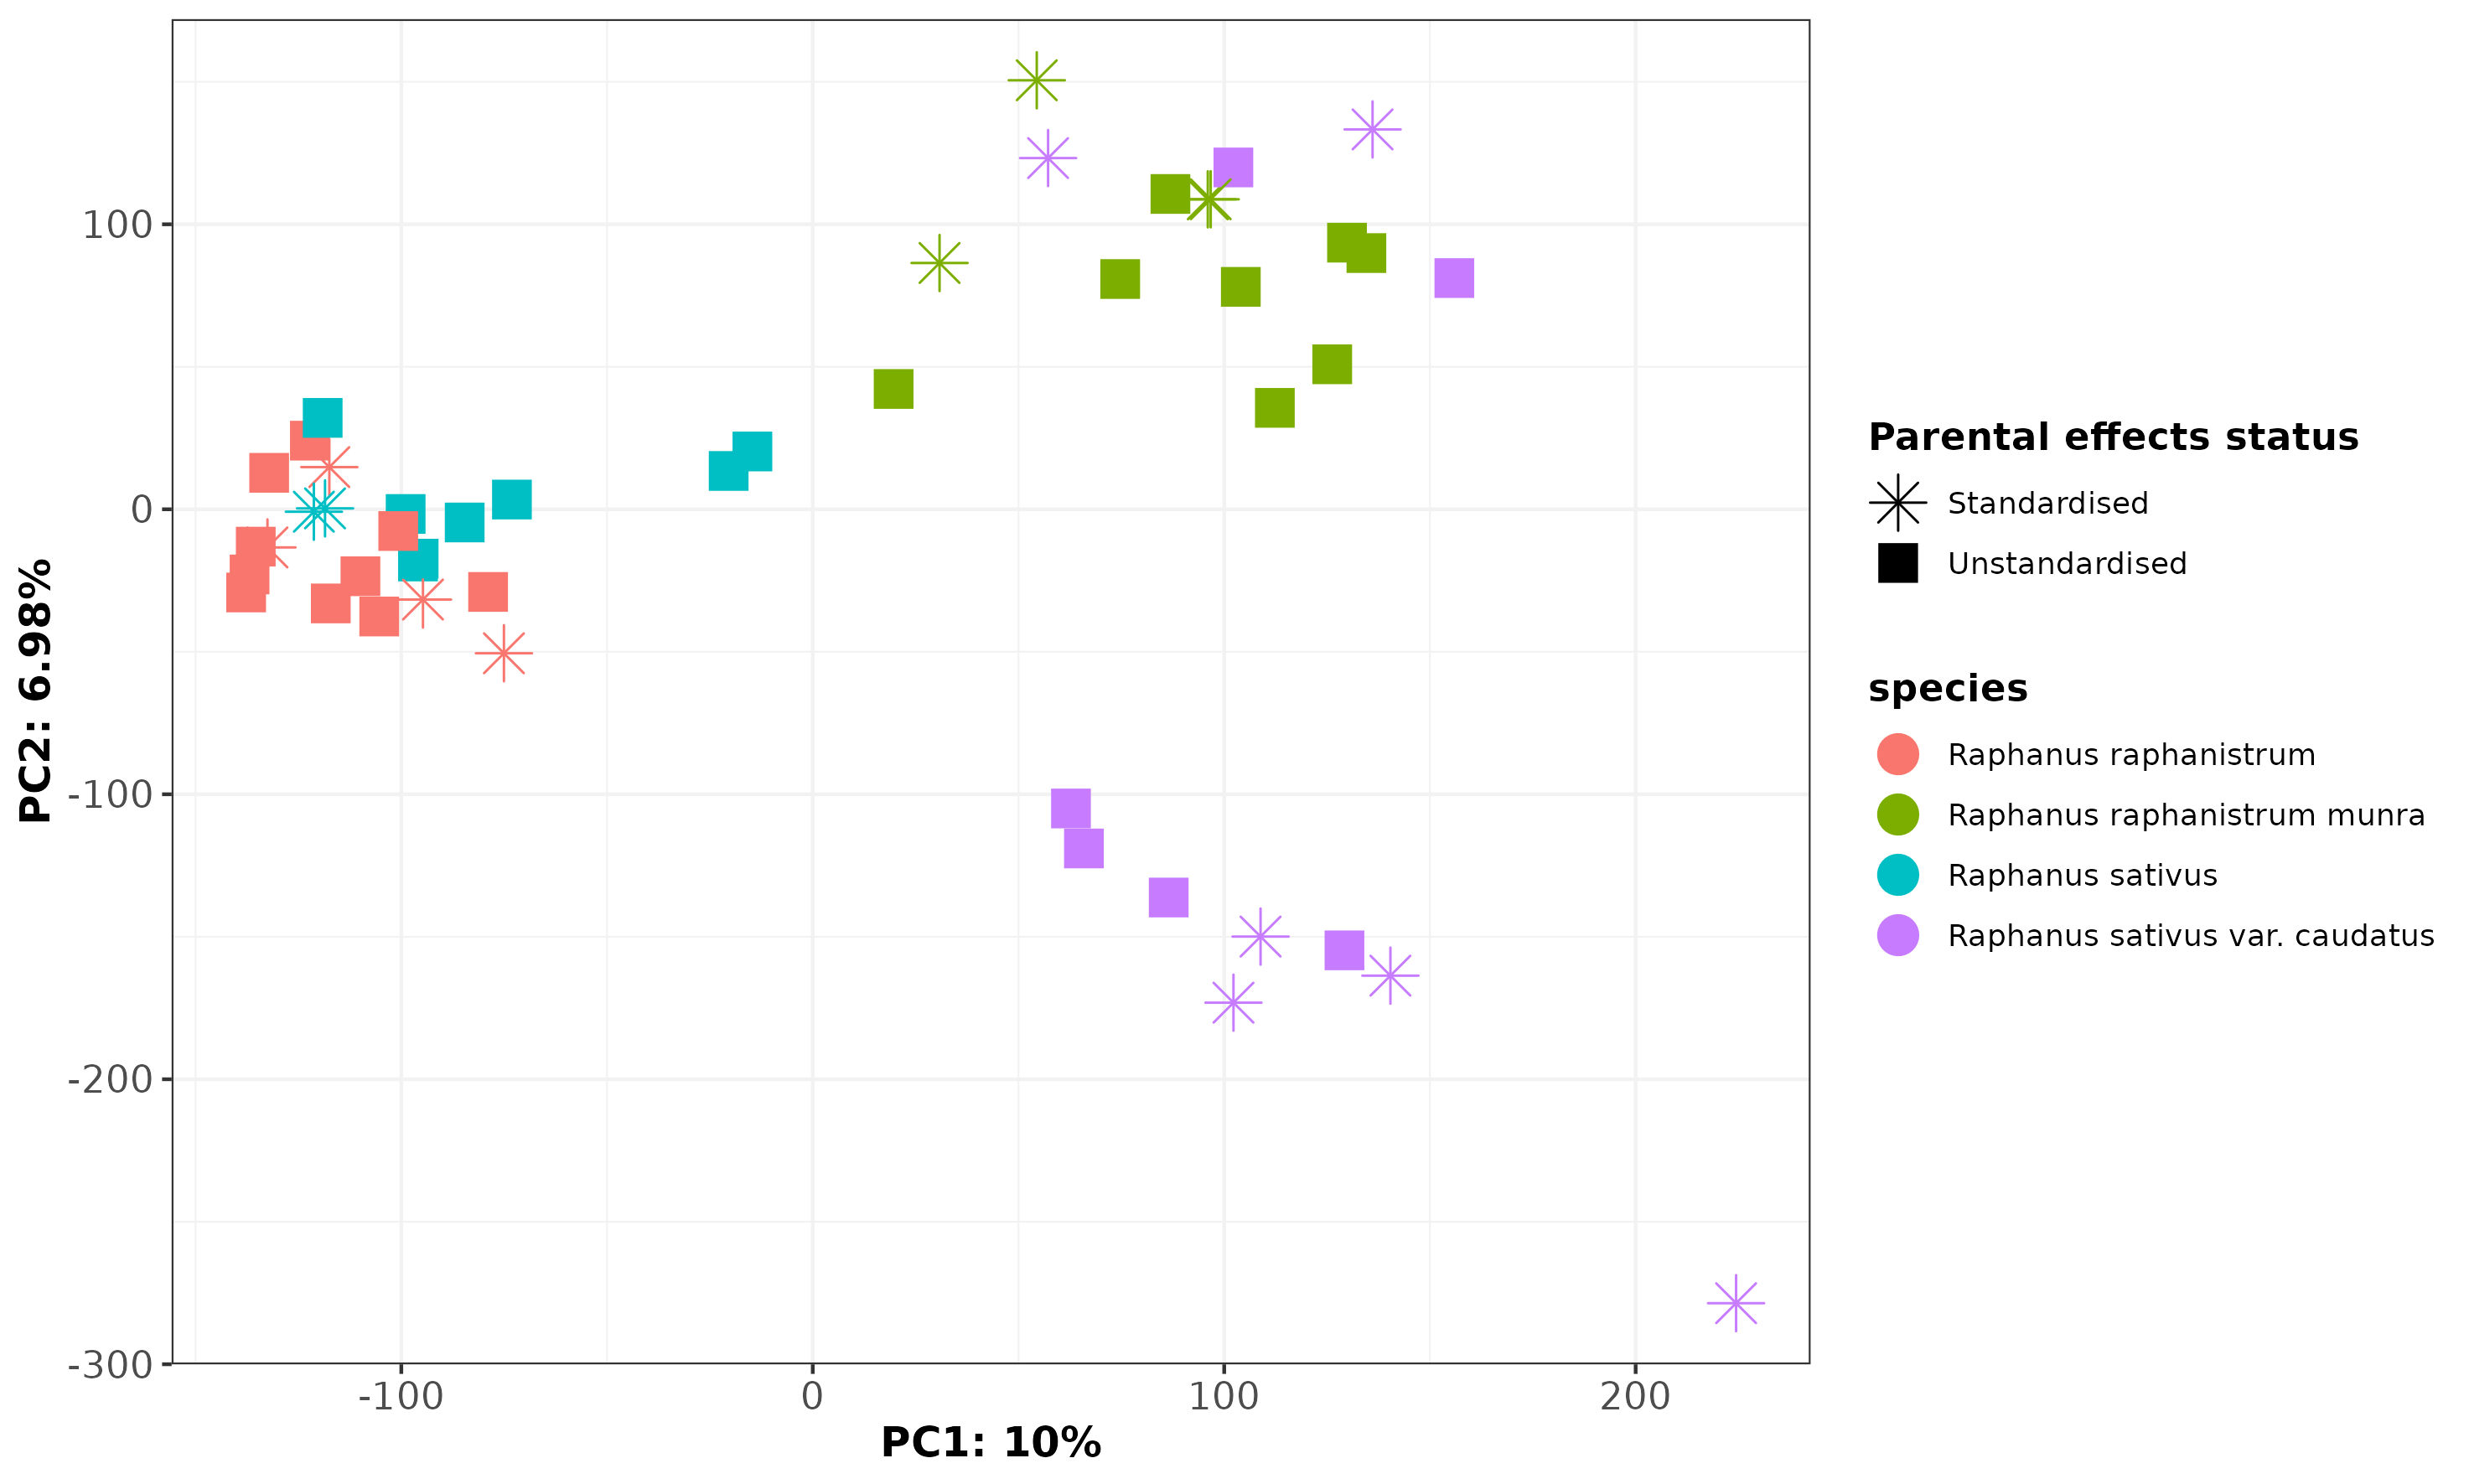 100
0
-100
-200
-300
PC2: 6.98%
-100
0
100
200
PC1: 10%
Parental effects status
Standardised
Unstandardised
species
Raphanus raphanistrum
Raphanus raphanistrum munra
Raphanus sativus
Raphanus sativus var. caudatus